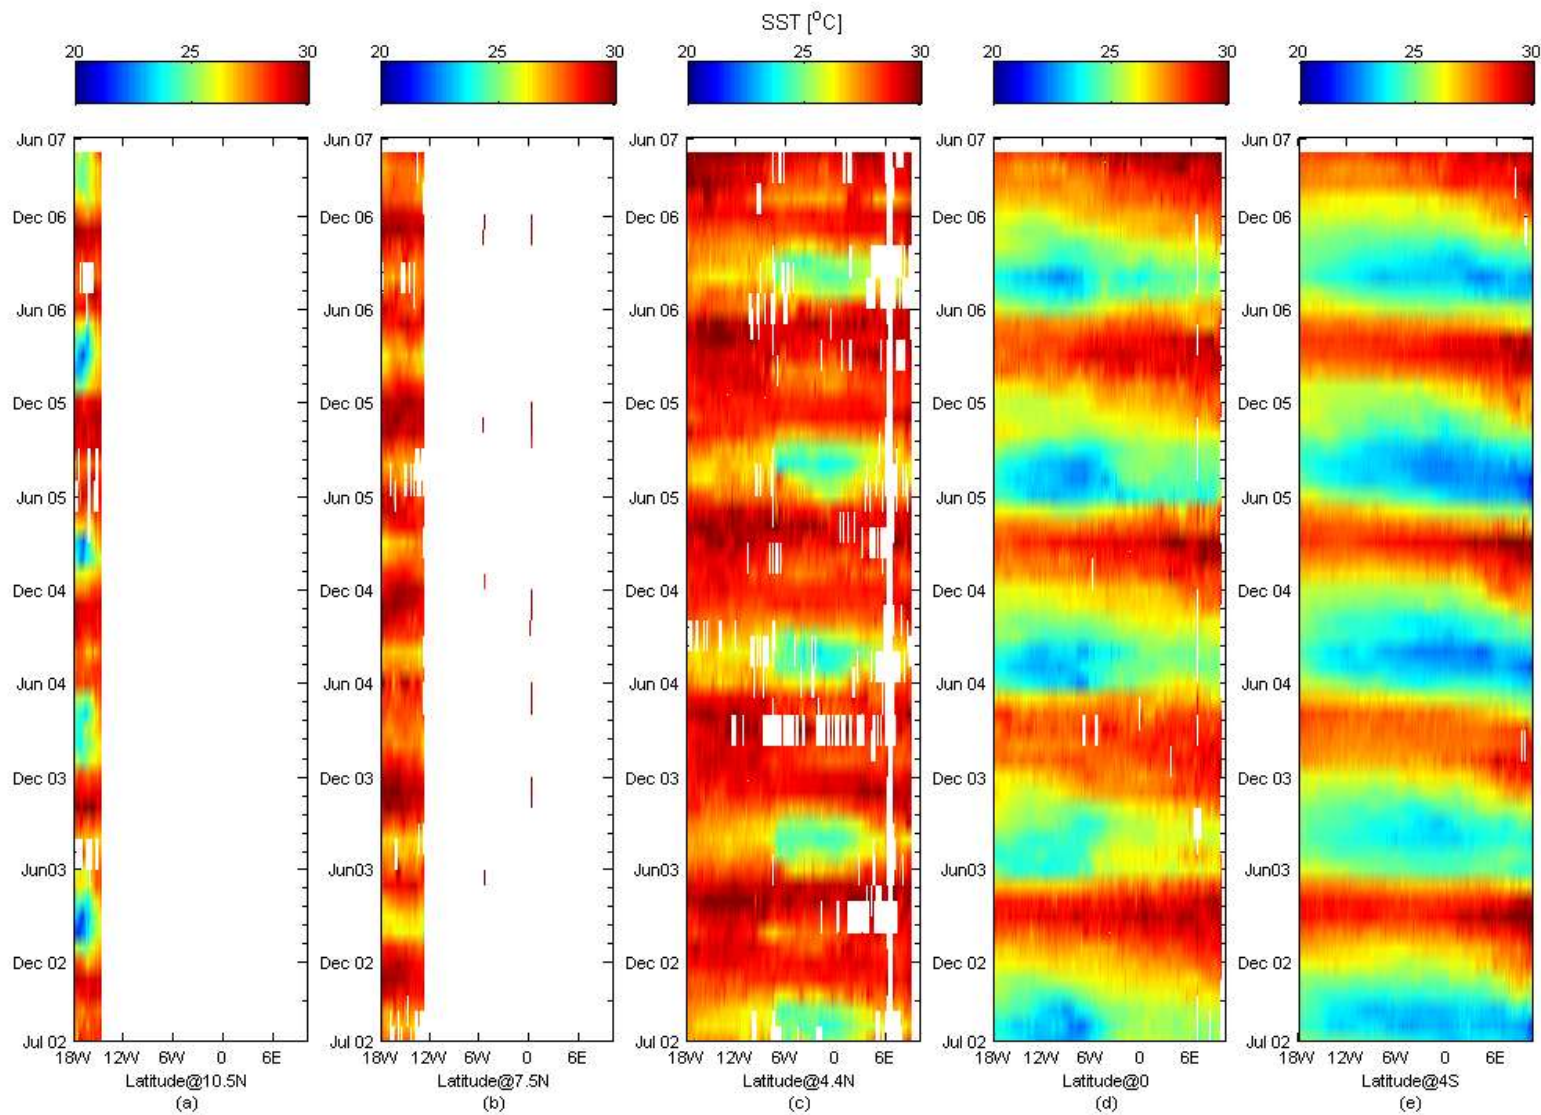 SST [°C]
20 25 30 20 25 30 20 25 30 20 25 30 20 25 30
Jun 07 Jun 07 Jun 07 Jun 07 Jun 07
Dec 06 Dec 06 Dec 06 Dec 06 Dec 06
Jun 06 Jun 06 Jun 06 Jun 06 Jun 06
Dec 05 Dec 05 Dec 05 Dec 05 Dec 05
Jun 05 Jun 05 Jun 05 Jun 05 Jun 05
Dec 04 Dec 04 Dec 04 Dec 04 Dec 04
Jun 04 Jun 04 Jun 04 Jun 04 Jun 04
Dec 03 Dec 03 Dec 03 Dec 03 Dec 03
Jun03 Jun03 Jun03 Jun03 Jun03
Dec 02 Dec 02 Dec 02 Dec 02 Dec 02
Jul 02 Jul 02 Jul 02 Jul 02 Jul 02
18W 12W 6W 0 6E 18W 12W 6W 0 6E 18W 12W 6W 0 6E 18W 12W 6W 0 6E 18W 12W 6W 0 6E
Latitude@10.5N Latitude@7.5N Latitude@4.4N Latitude@0 Latitude@4S
(a) (b) (c) (d) (e)